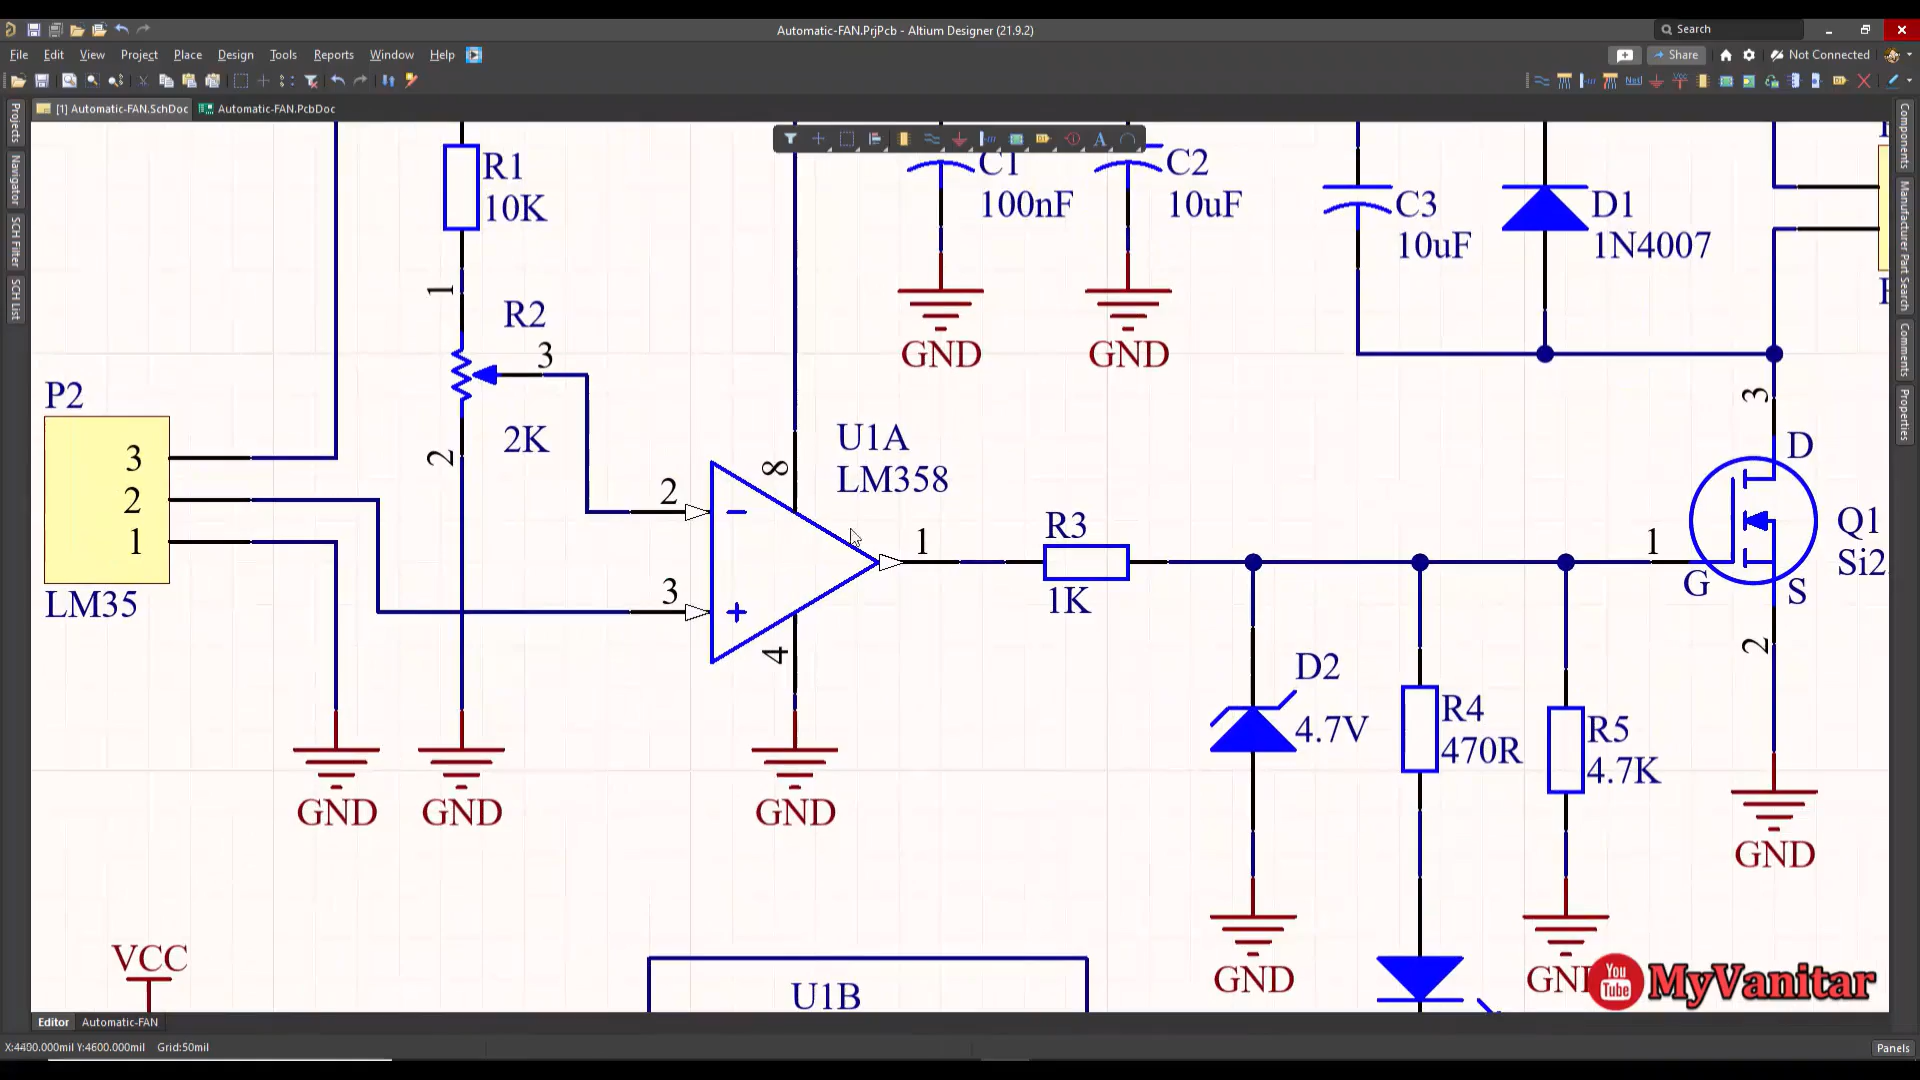 Automatic-FAN.PrjPcb - Altium Designer (21.9.2)
Search
File Edit View Project Place Design Tools Reports Window Help
Share
Not Connected
[1] Automatic-FAN.SchDoc
Automatic-FAN.PcbDoc
Projects
Navigator
SCH Filter
SCH List
Components
Manufacturer Part Search
Comments
Properties
R1
10K
1
R2
3
2K
2
C1
100nF
GND
C2
10uF
GND
C3
10uF
D1
1N4007
P2
3
2
1
LM35
GND
GND
U1A
LM358
8
2
3
4
1
GND
R3
1K
D2
4.7V
GND
R4
470R
R5
4.7K
3
D
1
G
S
Q1
Si2
2
GND
VCC
U1B
You
Tube
MyVanitar
Editor Automatic-FAN
X:4400.000mil Y:4600.000mil Grid:50mil
Panels